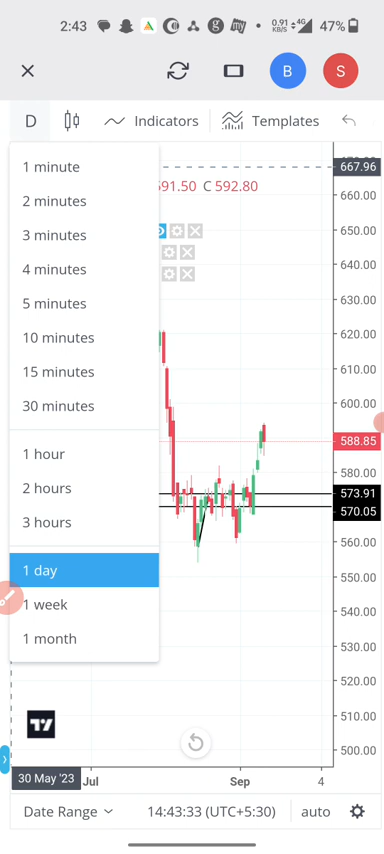 2:43
0.91 KB/S 4G 47%
B S
D Indicators Templates
1 minute
2 minutes
3 minutes
4 minutes
5 minutes
10 minutes
15 minutes
30 minutes
1 hour
2 hours
3 hours
1 day
1 week
1 month
591.50 C 592.80
667.96
660.00
650.00
640.00
630.00
620.00
610.00
600.00
588.85
580.00
573.91
570.05
560.00
550.00
540.00
530.00
520.00
510.00
500.00
30 May '23 Jul Sep 4
Date Range 14:43:33 (UTC+5:30) auto